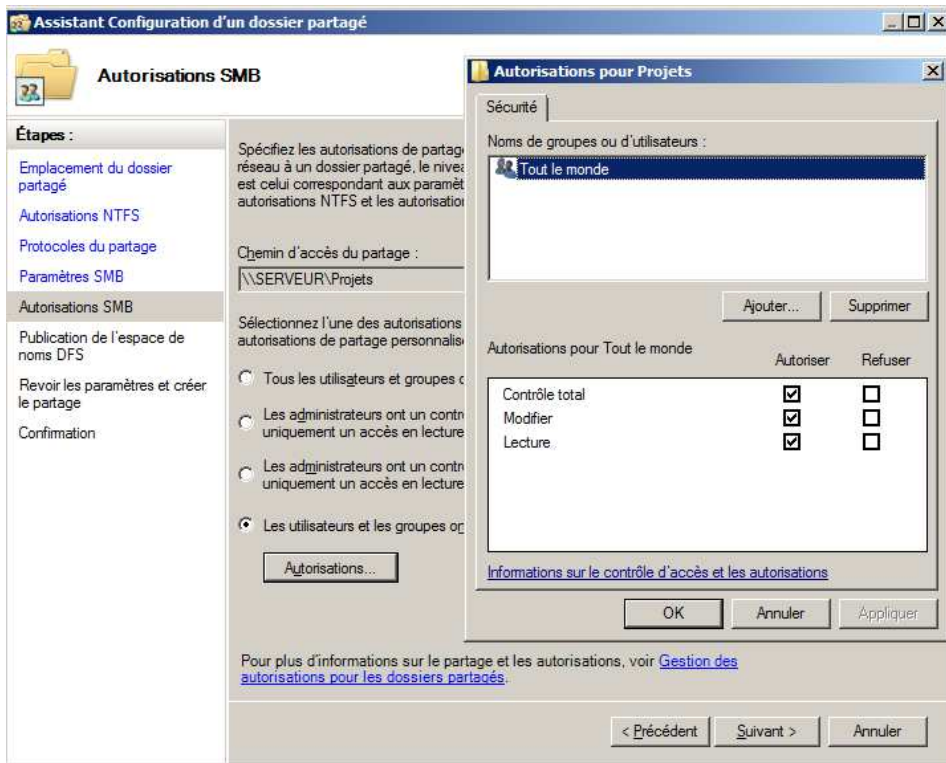 Assistant Configuration d'un dossier partagé
Autorisations SMB
Étapes :
Emplacement du dossier
partagé
Autorisations NTFS
Protocoles du partage
Paramètres SMB
Autorisations SMB
Publication de l'espace de
noms DFS
Revoir les paramètres et créer
le partage
Confirmation
Spécifiez les autorisations de partag
réseau à un dossier partagé, le nivea
est celui correspondant aux paramèt
autorisations NTFS et les autorisatio
Chemin d'accès du partage :
\\SERVEUR\Projets
Sélectionnez l'une des autorisations
autorisations de partage personnalis
Tous les utilisateurs et groupes
Les administrateurs ont un contr
uniquement un accès en lecture
Les administrateurs ont un contr
uniquement un accès en lecture
Les utilisateurs et les groupes on
Autorisations...
Pour plus d'informations sur le partage et les autorisations, voir Gestion des
autorisations pour les dossiers partagés.
< Précédent
Suivant >
Annuler
Autorisations pour Projets
Sécurité
Noms de groupes ou d'utilisateurs :
Tout le monde
Ajouter...
Supprimer
Autorisations pour Tout le monde
Autoriser
Refuser
Contrôle total
Modifier
Lecture
Informations sur le contrôle d'accès et les autorisations
OK
Annuler
Appliquer